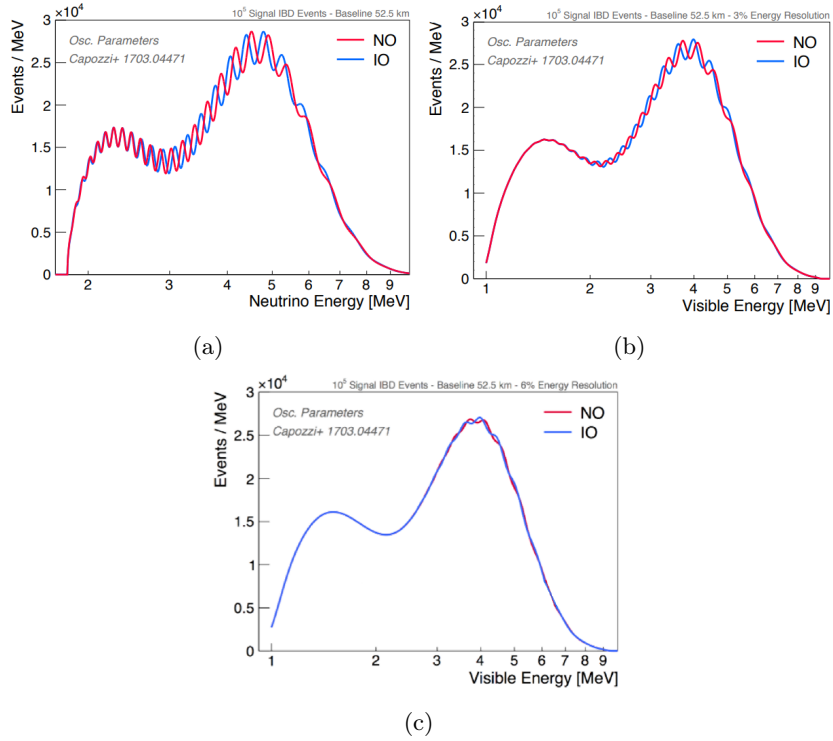 10⁵ Signal IBD Events - Baseline 52.5 km
×10⁴
Osc. Parameters
Capozzi+ 1703.04471
NO
IO
Events / MeV
3
2.5
2
1.5
1
0.5
0
2 3 4 5 6 7 8 9
Neutrino Energy [MeV]
(a)
10⁵ Signal IBD Events - Baseline 52.5 km - 3% Energy Resolution
×10⁴
Osc. Parameters
Capozzi+ 1703.04471
NO
IO
Events / MeV
3
2.5
2
1.5
1
0.5
0
1 2 3 4 5 6 7 8 9
Visible Energy [MeV]
(b)
10⁵ Signal IBD Events - Baseline 52.5 km - 6% Energy Resolution
×10⁴
Osc. Parameters
Capozzi+ 1703.04471
NO
IO
Events / MeV
3
2.5
2
1.5
1
0.5
0
1 2 3 4 5 6 7 8 9
Visible Energy [MeV]
(c)